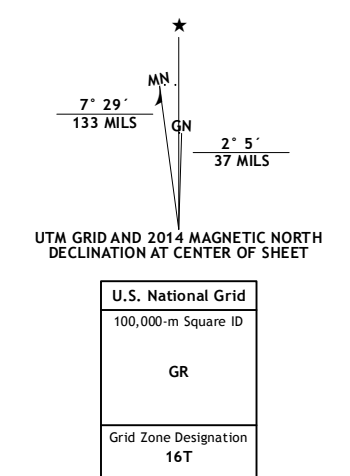 ★
MN
7° 29´
133 MILS
GN
2° 5´
37 MILS
UTM GRID AND 2014 MAGNETIC NORTH
DECLINATION AT CENTER OF SHEET
U.S. National Grid
100,000-m Square ID
GR
Grid Zone Designation
16T